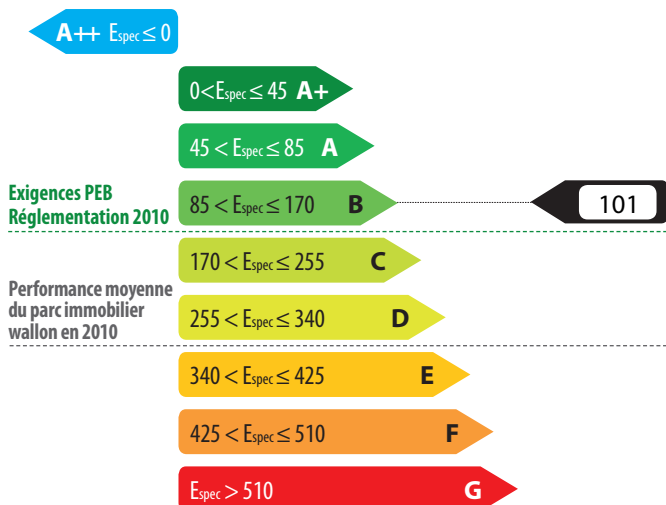 A++ Espec ≤ 0
0<Espec ≤ 45 A+
45 < Espec ≤ 85 A
Exigences PEB
Réglementation 2010
85 < Espec ≤ 170 B
101
170 < Espec ≤ 255 C
Performance moyenne
du parc immobilier
wallon en 2010
255 < Espec ≤ 340 D
340 < Espec ≤ 425 E
425 < Espec ≤ 510 F
Espec > 510 G